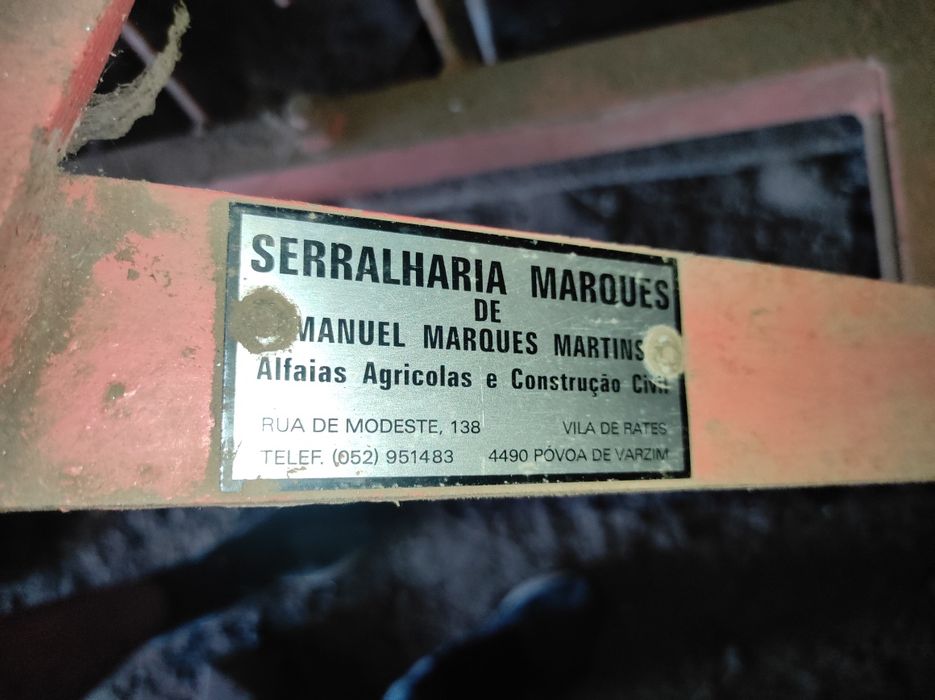 SERRALHARIA MARQUES
DE
MANUEL MARQUES MARTINS
Alfaias Agricolas e Construção Civil
RUA DE MODESTE, 138 VILA DE RATES
TELEF. (052) 951483 4490 PÓVOA DE VARZIM